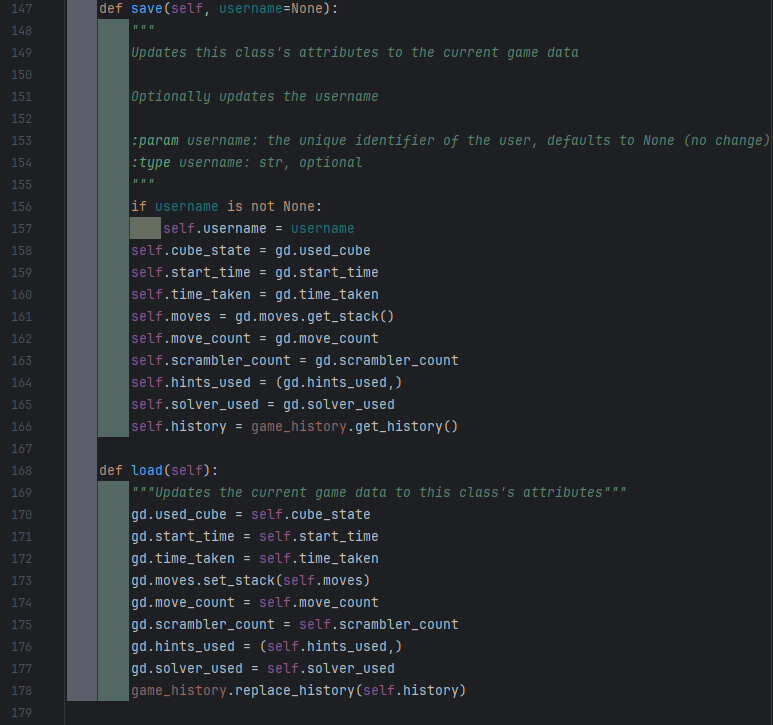 147 def save(self, username=None):
148 """
149 Updates this class's attributes to the current game data
150
151 Optionally updates the username
152
153 :param username: the unique identifier of the user, defaults to None (no change)
154 :type username: str, optional
155 """
156 if username is not None:
157 self.username = username
158 self.cube_state = gd.used_cube
159 self.start_time = gd.start_time
160 self.time_taken = gd.time_taken
161 self.moves = gd.moves.get_stack()
162 self.move_count = gd.move_count
163 self.scrambler_count = gd.scrambler_count
164 self.hints_used = (gd.hints_used,)
165 self.solver_used = gd.solver_used
166 self.history = game_history.get_history()
167
168 def load(self):
169 """Updates the current game data to this class's attributes"""
170 gd.used_cube = self.cube_state
171 gd.start_time = self.start_time
172 gd.time_taken = self.time_taken
173 gd.moves.set_stack(self.moves)
174 gd.move_count = self.move_count
175 gd.scrambler_count = self.scrambler_count
176 gd.hints_used = (self.hints_used,)
177 gd.solver_used = self.solver_used
178 game_history.replace_history(self.history)
179